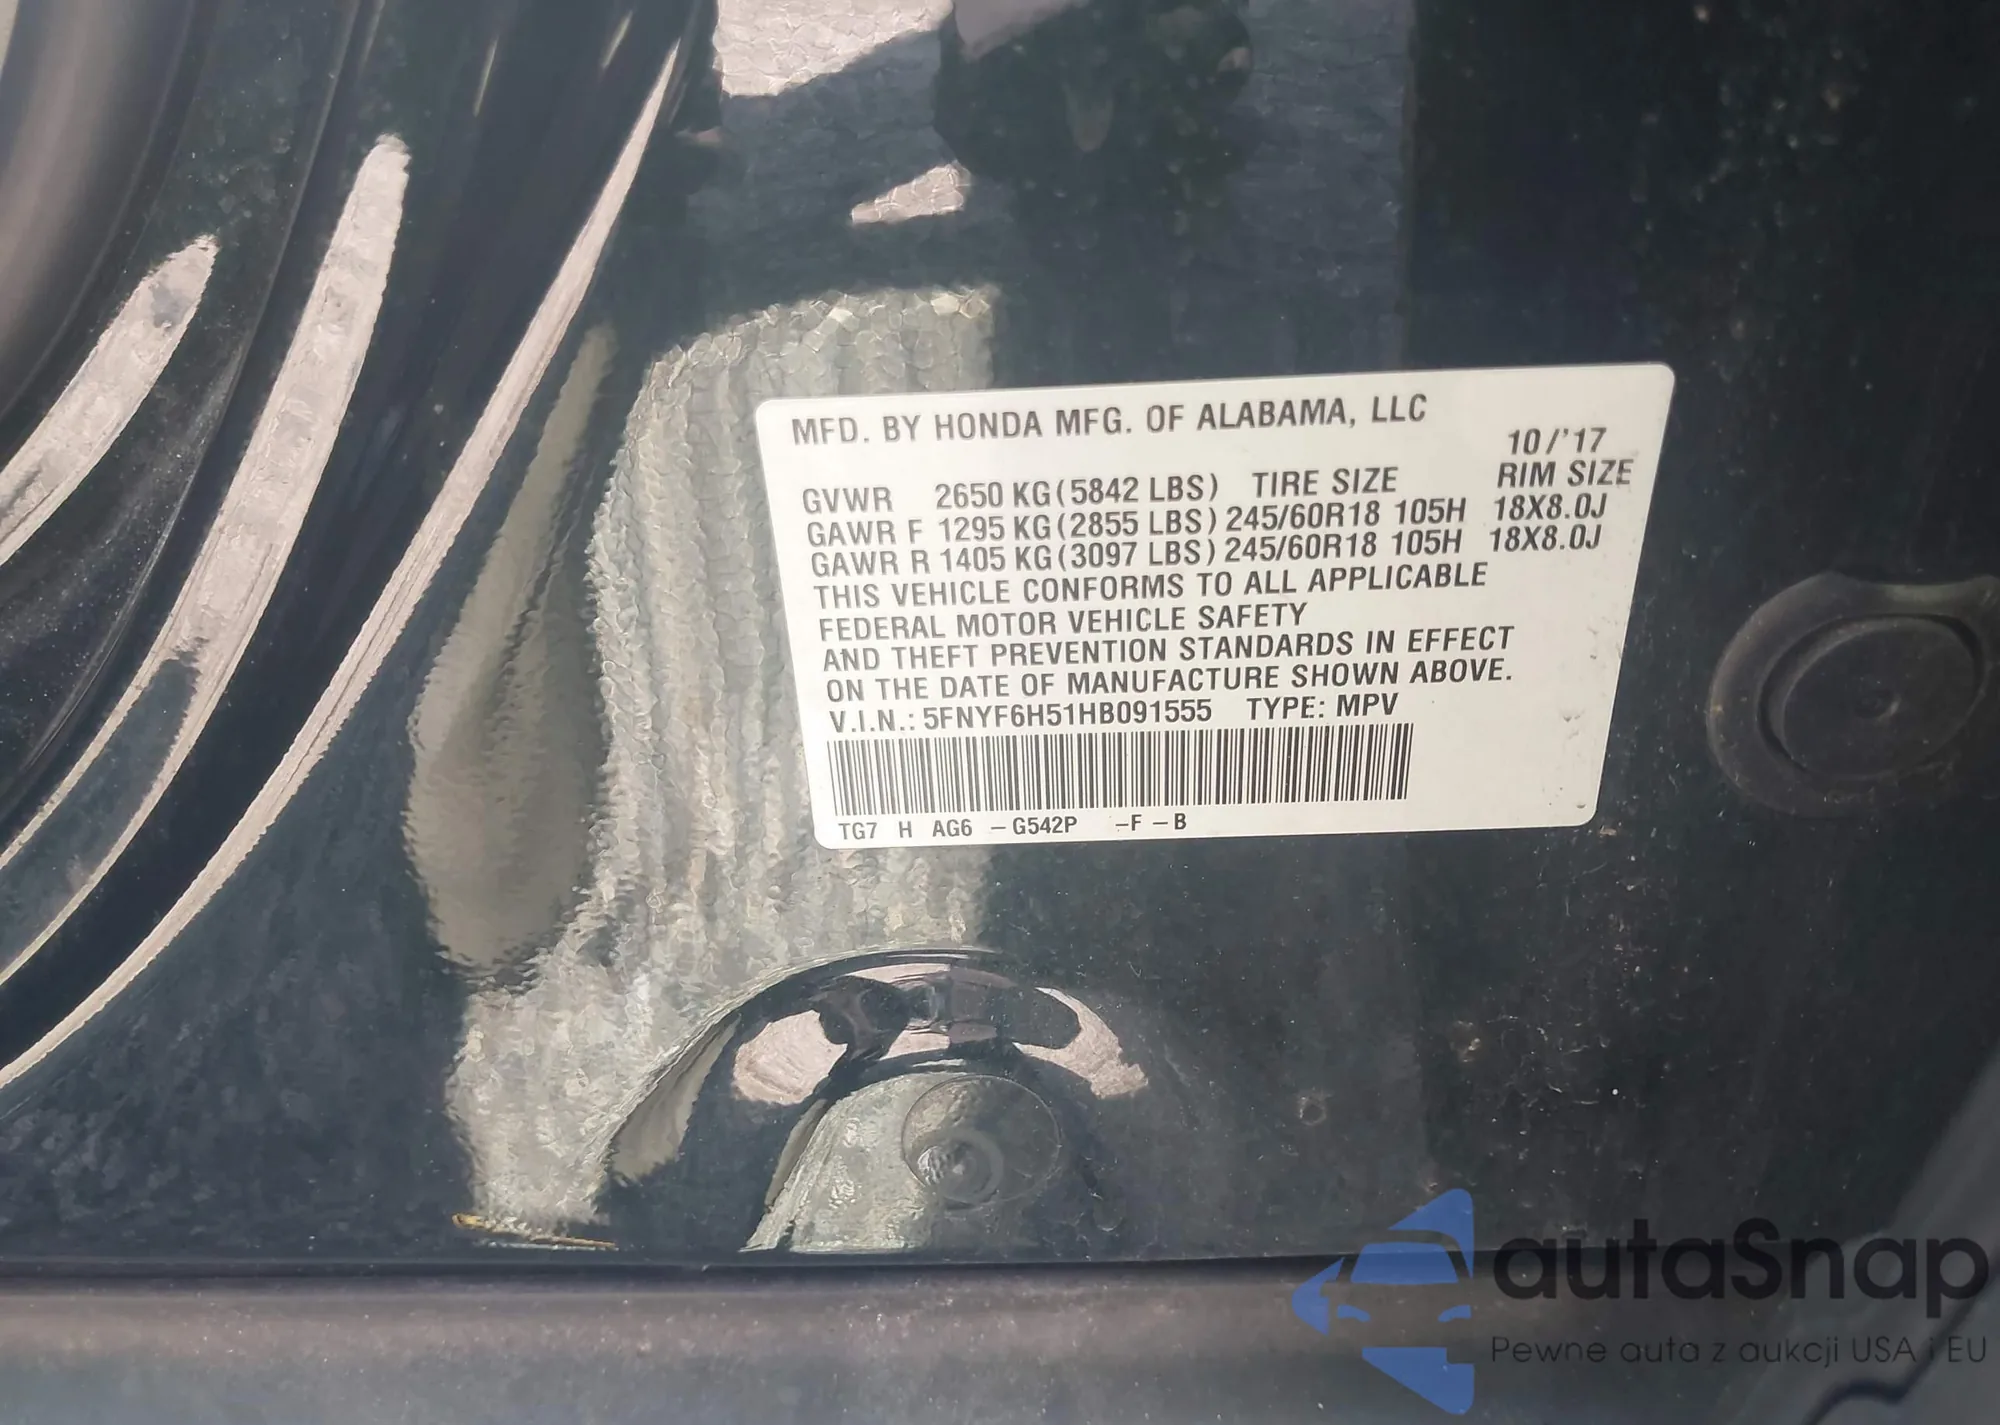 MFD. BY HONDA MFG. OF ALABAMA, LLC
10/'17
GVWR 2650 KG(5842 LBS) TIRE SIZE RIM SIZE
GAWR F 1295 KG(2855 LBS) 245/60R18 105H 18X8.0J
GAWR R 1405 KG(3097 LBS) 245/60R18 105H 18X8.0J
THIS VEHICLE CONFORMS TO ALL APPLICABLE
FEDERAL MOTOR VEHICLE SAFETY
AND THEFT PREVENTION STANDARDS IN EFFECT
ON THE DATE OF MANUFACTURE SHOWN ABOVE.
V.I.N.: 5FNYF6H51HB091555 TYPE: MPV
TG7 H AG6 -G542P -F -B
autaSnap
Pewne auta z aukcji USA i EU